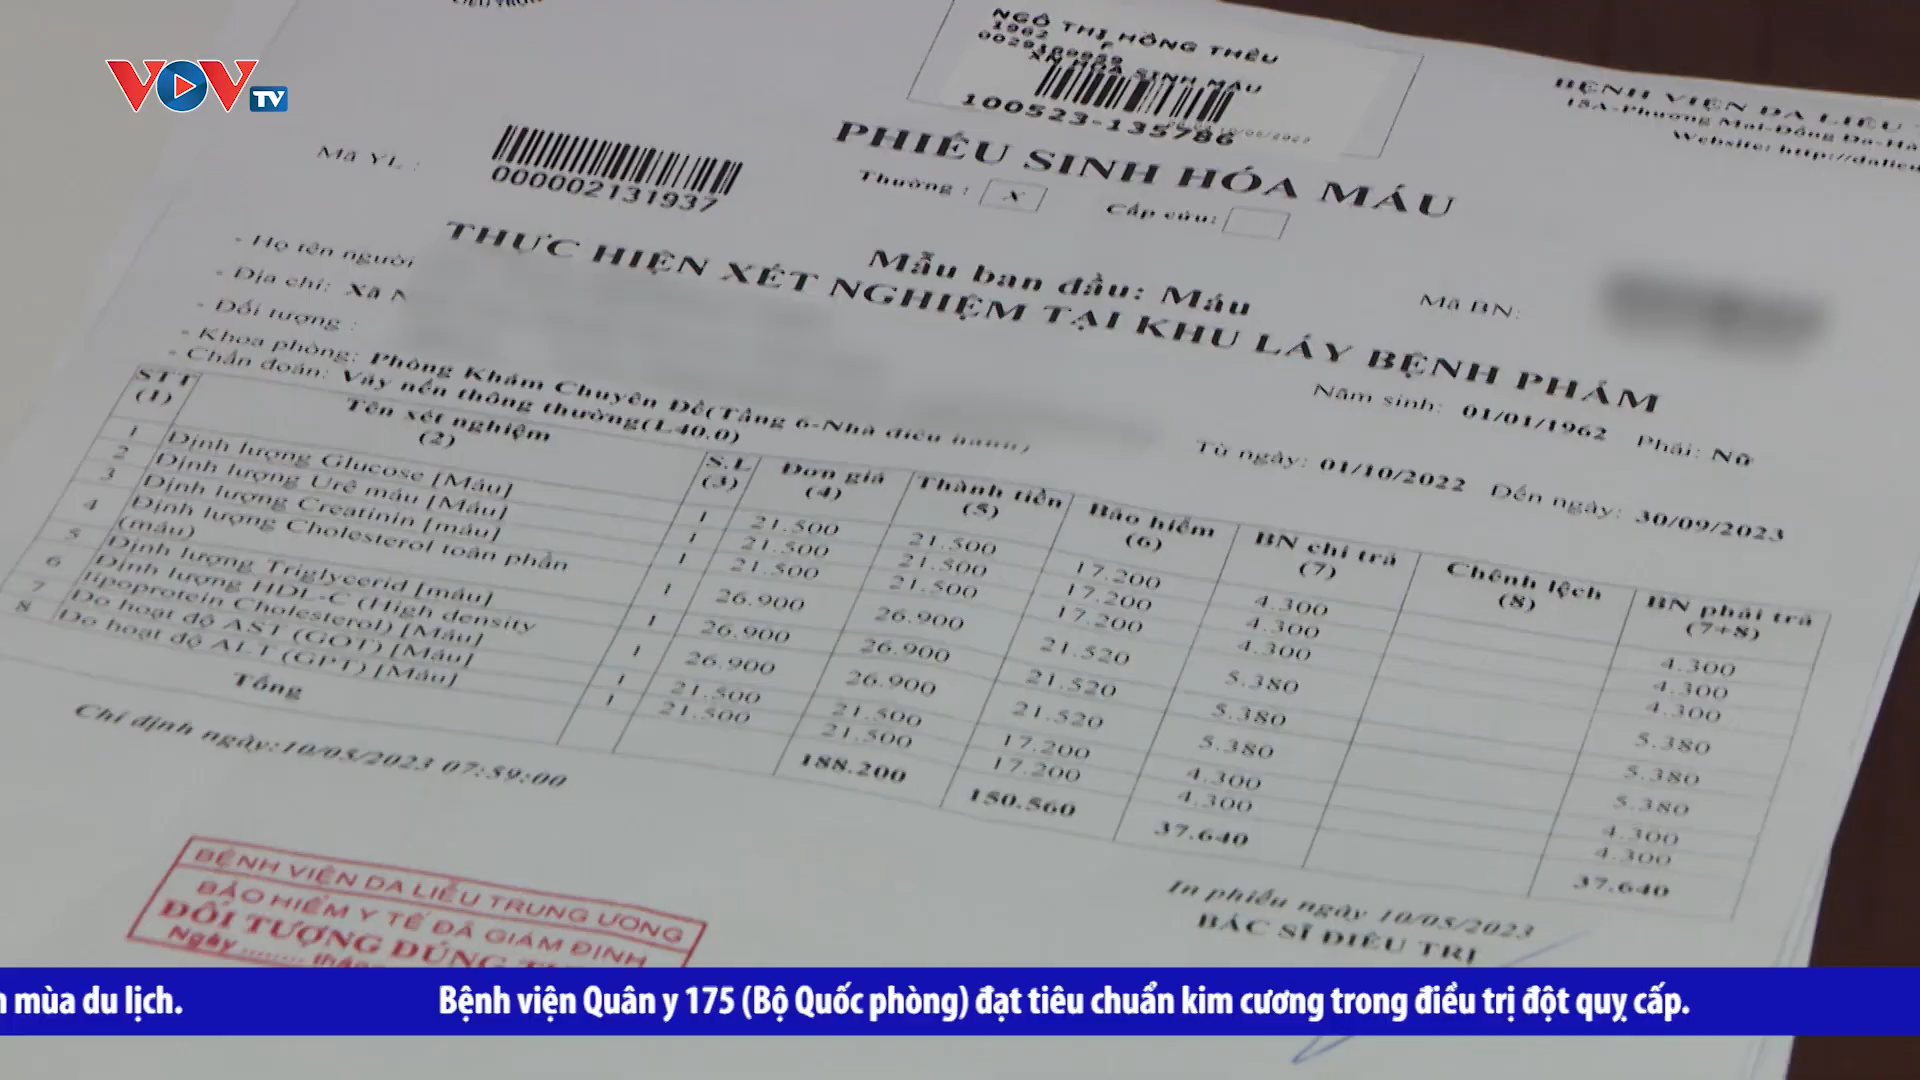 VOV TV
NGÔ THỊ HỒNG THÊU
1962 F
XN HÓA SINH MÁU
100523-135786
BỆNH VIỆN DA LIỄU
15A-Phương Mai-Đống Đa-Hà
Website: http://dalieu
Mã YL :
000002131937
PHIẾU SINH HÓA MÁU
Thường : X Cấp cứu:
Mẫu ban đầu: Máu
THỰC HIỆN XÉT NGHIỆM TẠI KHU LẤY BỆNH PHẨM
Mã BN:
- Họ tên người
- Địa chỉ: Xã N
Năm sinh: 01/01/1962 Phái: Nữ
- Đối tượng :
Từ ngày: 01/10/2022 Đến ngày: 30/09/2023
- Khoa phòng: Phòng Khám Chuyên Đề(Tầng 6-Nhà điều hành)
- Chẩn đoán: Vảy nến thông thường(L40.0)
STT Tên xét nghiệm S.L Đơn giá Thành tiền Bảo hiểm BN chi trả Chênh lệch BN phải trả
(1) (2) (3) (4) (5) (6) (7) (8) (7+8)
1 Định lượng Glucose [Máu] 1 21.500 21.500 17.200 4.300 4.300
2 Định lượng Urê máu [Máu] 1 21.500 21.500 17.200 4.300 4.300
3 Định lượng Creatinin [máu] 1 21.500 21.500 17.200 4.300 4.300
4 Định lượng Cholesterol toàn phần 1 26.900 26.900 21.520 5.380 5.380
(máu)
5 Định lượng Triglycerid [máu] 1 26.900 26.900 21.520 5.380 5.380
6 Định lượng HDL-C (High density 1 26.900 26.900 21.520 5.380 5.380
lipoprotein Cholesterol) [Máu]
7 Đo hoạt độ AST (GOT) [Máu] 1 21.500 21.500 17.200 4.300 4.300
8 Đo hoạt độ ALT (GPT) [Máu] 1 21.500 21.500 17.200 4.300 4.300
Tổng 188.200 150.560 37.640 37.640
Chỉ định ngày:10/05/2023 07:59:00
In phiếu ngày 10/05/2023
BÁC SĨ ĐIỀU TRỊ
BỆNH VIỆN DA LIỄU TRUNG ƯƠNG
BẢO HIỂM Y TẾ ĐÃ GIÁM ĐỊNH
ĐỐI TƯỢNG ĐÚNG
Ngày ........ tháng
mùa du lịch. Bệnh viện Quân y 175 (Bộ Quốc phòng) đạt tiêu chuẩn kim cương trong điều trị đột quỵ cấp.